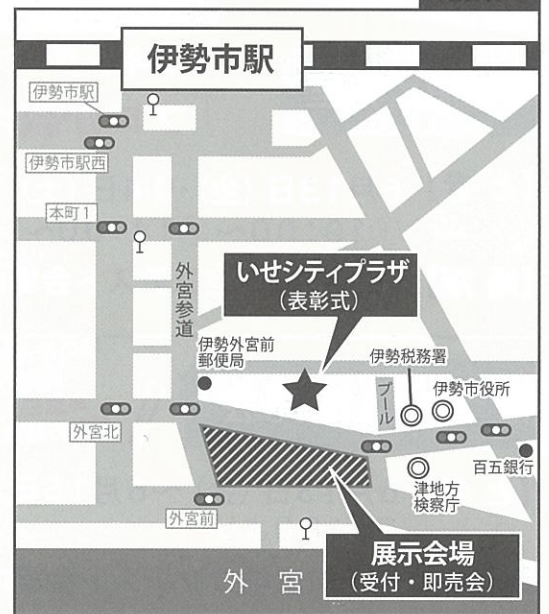 伊勢市駅
伊勢市駅
伊勢市駅西
本町1
外宮参道
いせシティプラザ
（表彰式）
伊勢外宮前
郵便局
伊勢税務署
プール
伊勢市役所
外宮北
百五銀行
津地方
検察庁
外宮前
展示会場
（受付・即売会）
外宮